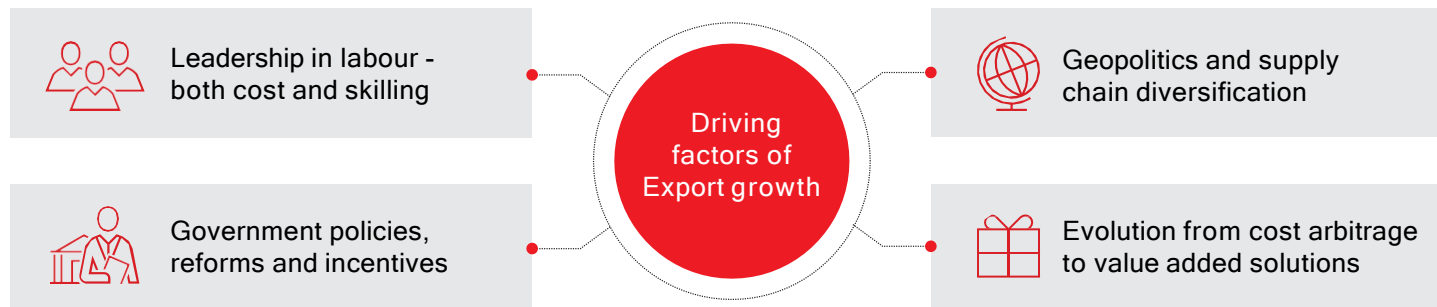 Leadership in labour -
both cost and skilling
Government policies,
reforms and incentives
Driving
factors of
Export growth
Geopolitics and supply
chain diversification
Evolution from cost arbitrage
to value added solutions